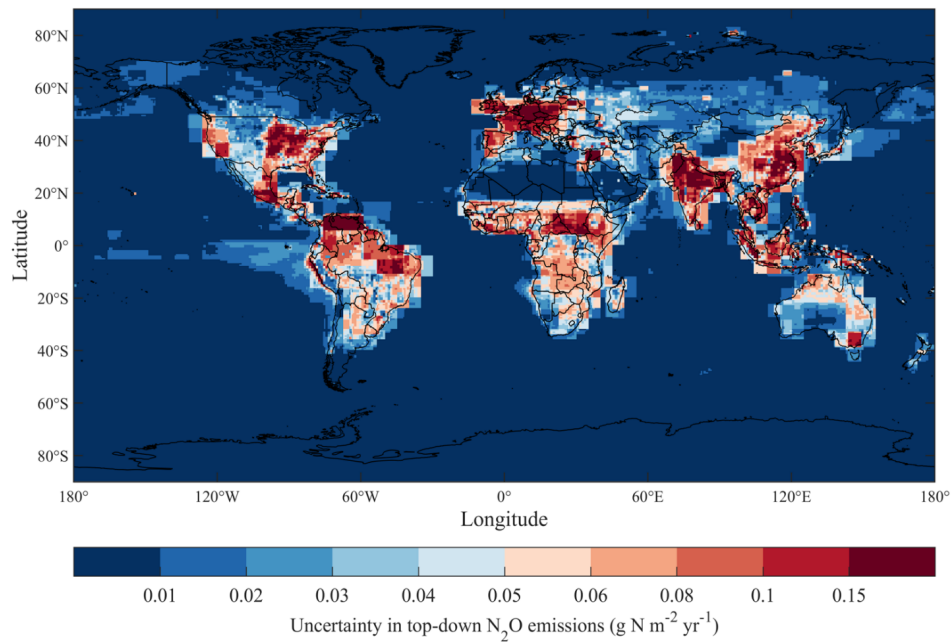 80°N
60°N
40°N
20°N
0°
20°S
40°S
60°S
80°S
Latitude
180° 120°W 60°W 0° 60°E 120°E 180°
Longitude
0.01 0.02 0.03 0.04 0.05 0.06 0.08 0.1 0.15
Uncertainty in top-down N₂O emissions (g N m⁻² yr⁻¹)